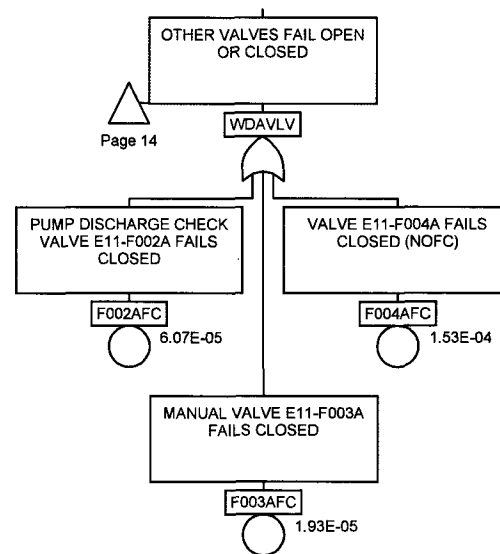 OTHER VALVES FAIL OPEN
OR CLOSED
Page 14
WDAVLV
PUMP DISCHARGE CHECK
VALVE E11-F002A FAILS
CLOSED
F002AFC
6.07E-05
VALVE E11-F004A FAILS
CLOSED (NOFC)
F004AFC
1.53E-04
MANUAL VALVE E11-F003A
FAILS CLOSED
F003AFC
1.93E-05